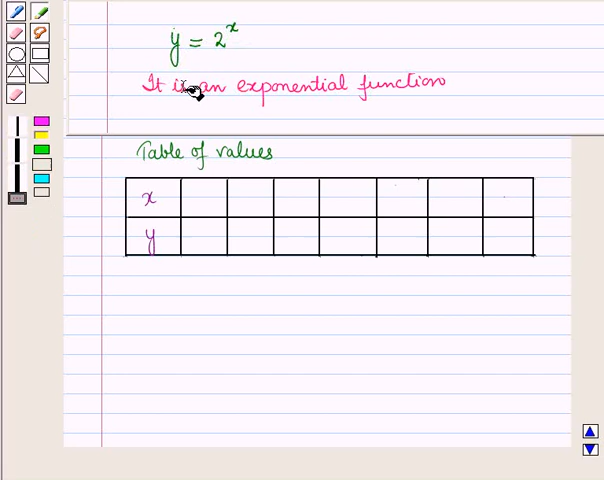 y = 2^x
It is an exponential function
Table of values
x
y